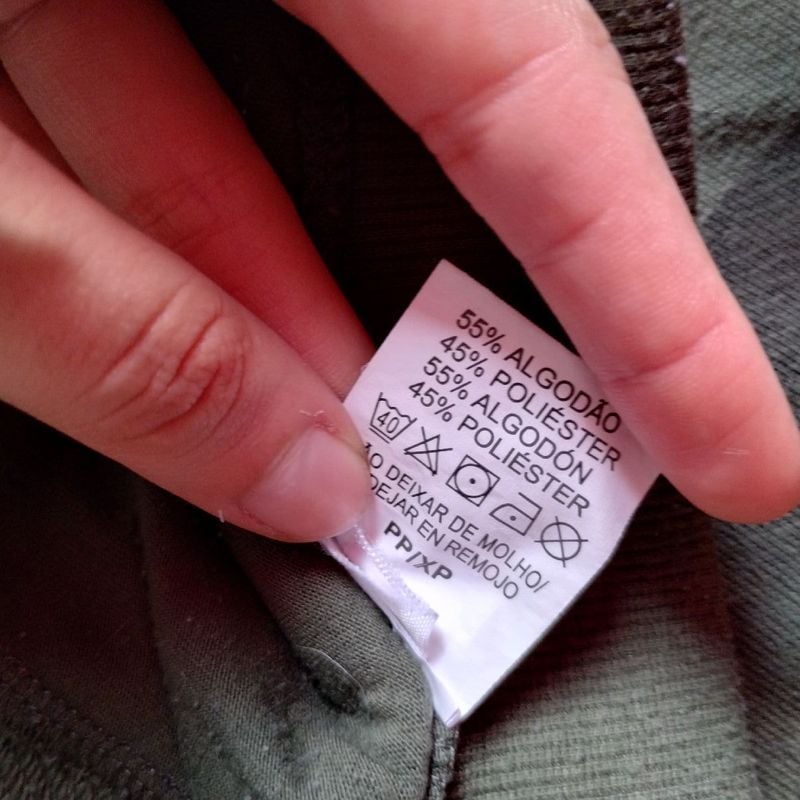 55% ALGODÃO
45% POLIÉSTER
55% ALGODÓN
45% POLIÉSTER
40
DEIXAR DE MOLHO/
DEJAR EN REMOJO
PP/XP